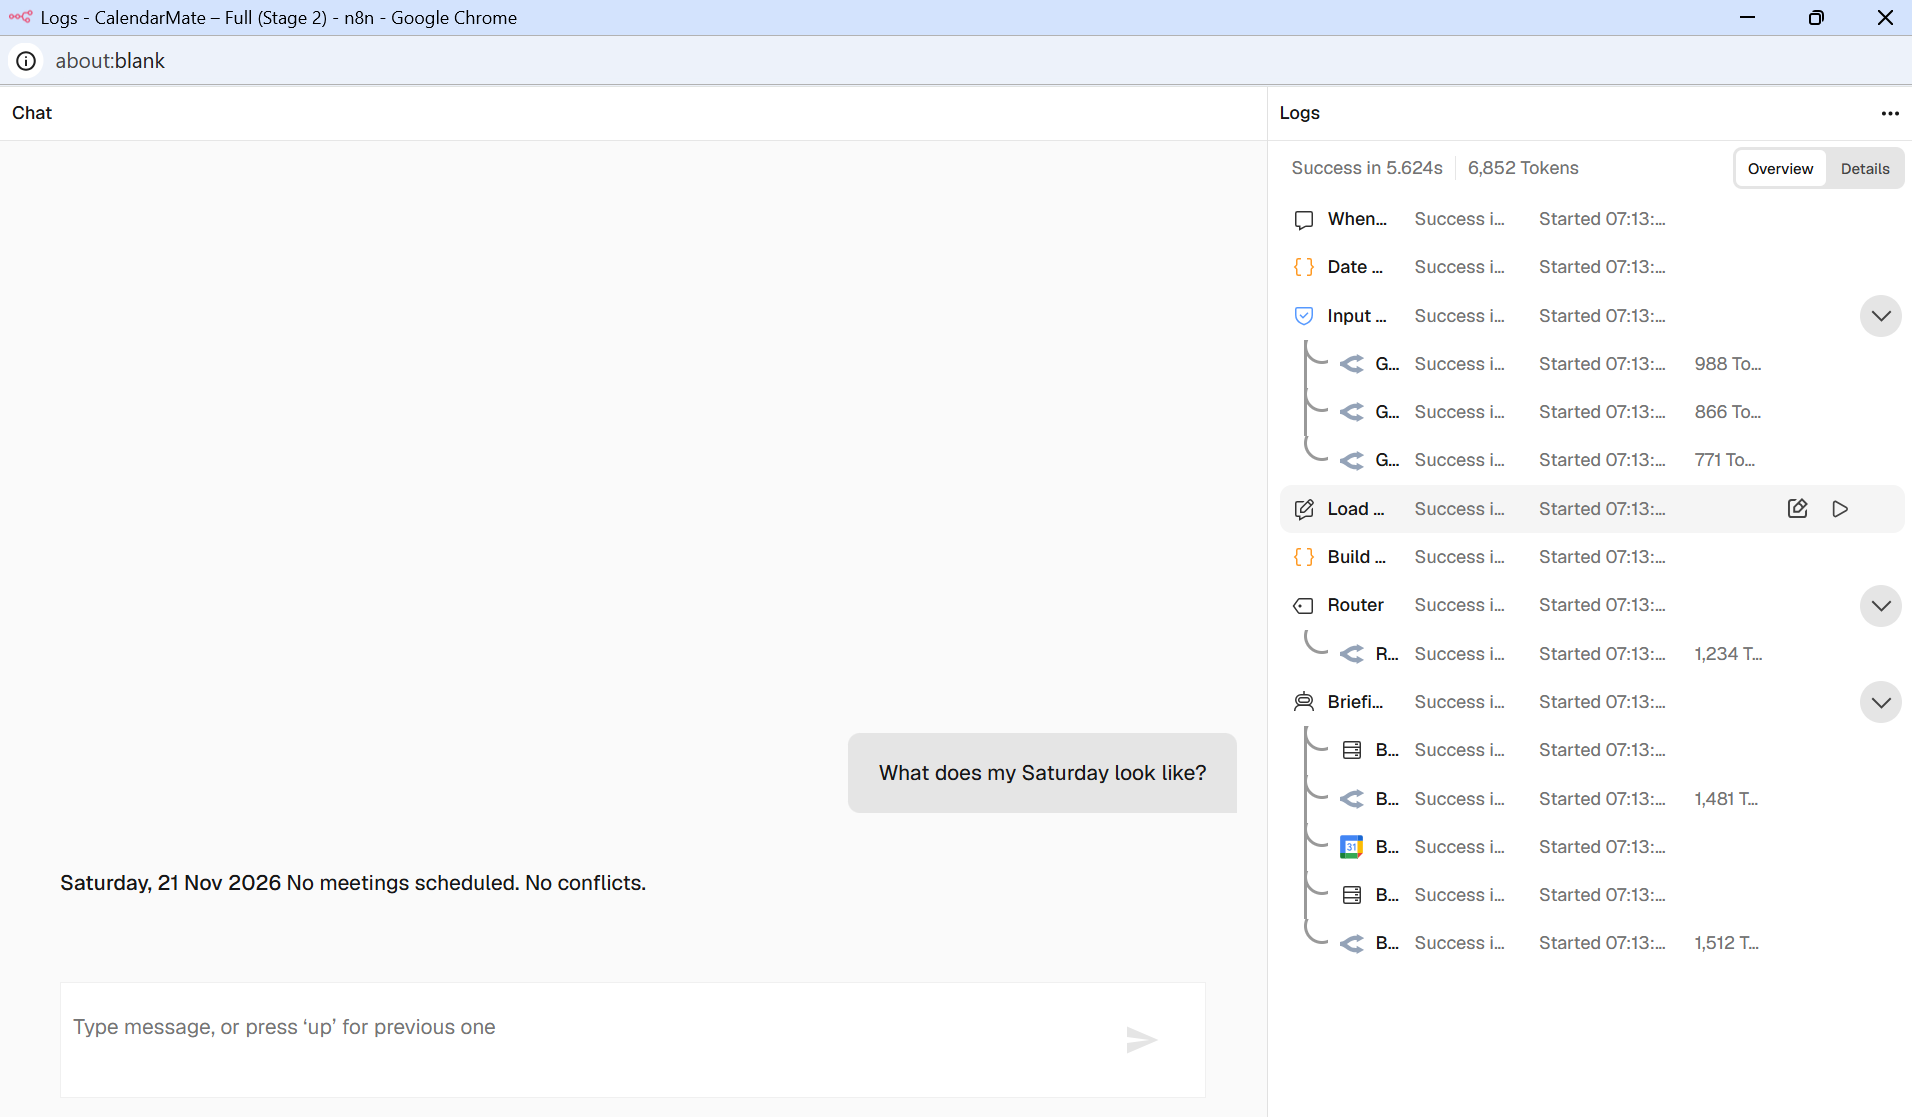 Logs - CalendarMate – Full (Stage 2) - n8n - Google Chrome
about:blank
Chat
What does my Saturday look like?
Saturday, 21 Nov 2026 No meetings scheduled. No conflicts.
Type message, or press ‘up’ for previous one
Logs
Success in 5.624s 6,852 Tokens Overview Details
When... Success i... Started 07:13:...
Date ... Success i... Started 07:13:...
Input ... Success i... Started 07:13:...
G... Success i... Started 07:13:... 988 To...
G... Success i... Started 07:13:... 866 To...
G... Success i... Started 07:13:... 771 To...
Load ... Success i... Started 07:13:...
Build ... Success i... Started 07:13:...
Router Success i... Started 07:13:...
R... Success i... Started 07:13:... 1,234 T...
Briefi... Success i... Started 07:13:...
B... Success i... Started 07:13:...
B... Success i... Started 07:13:... 1,481 T...
31 B... Success i... Started 07:13:...
B... Success i... Started 07:13:...
B... Success i... Started 07:13:... 1,512 T...